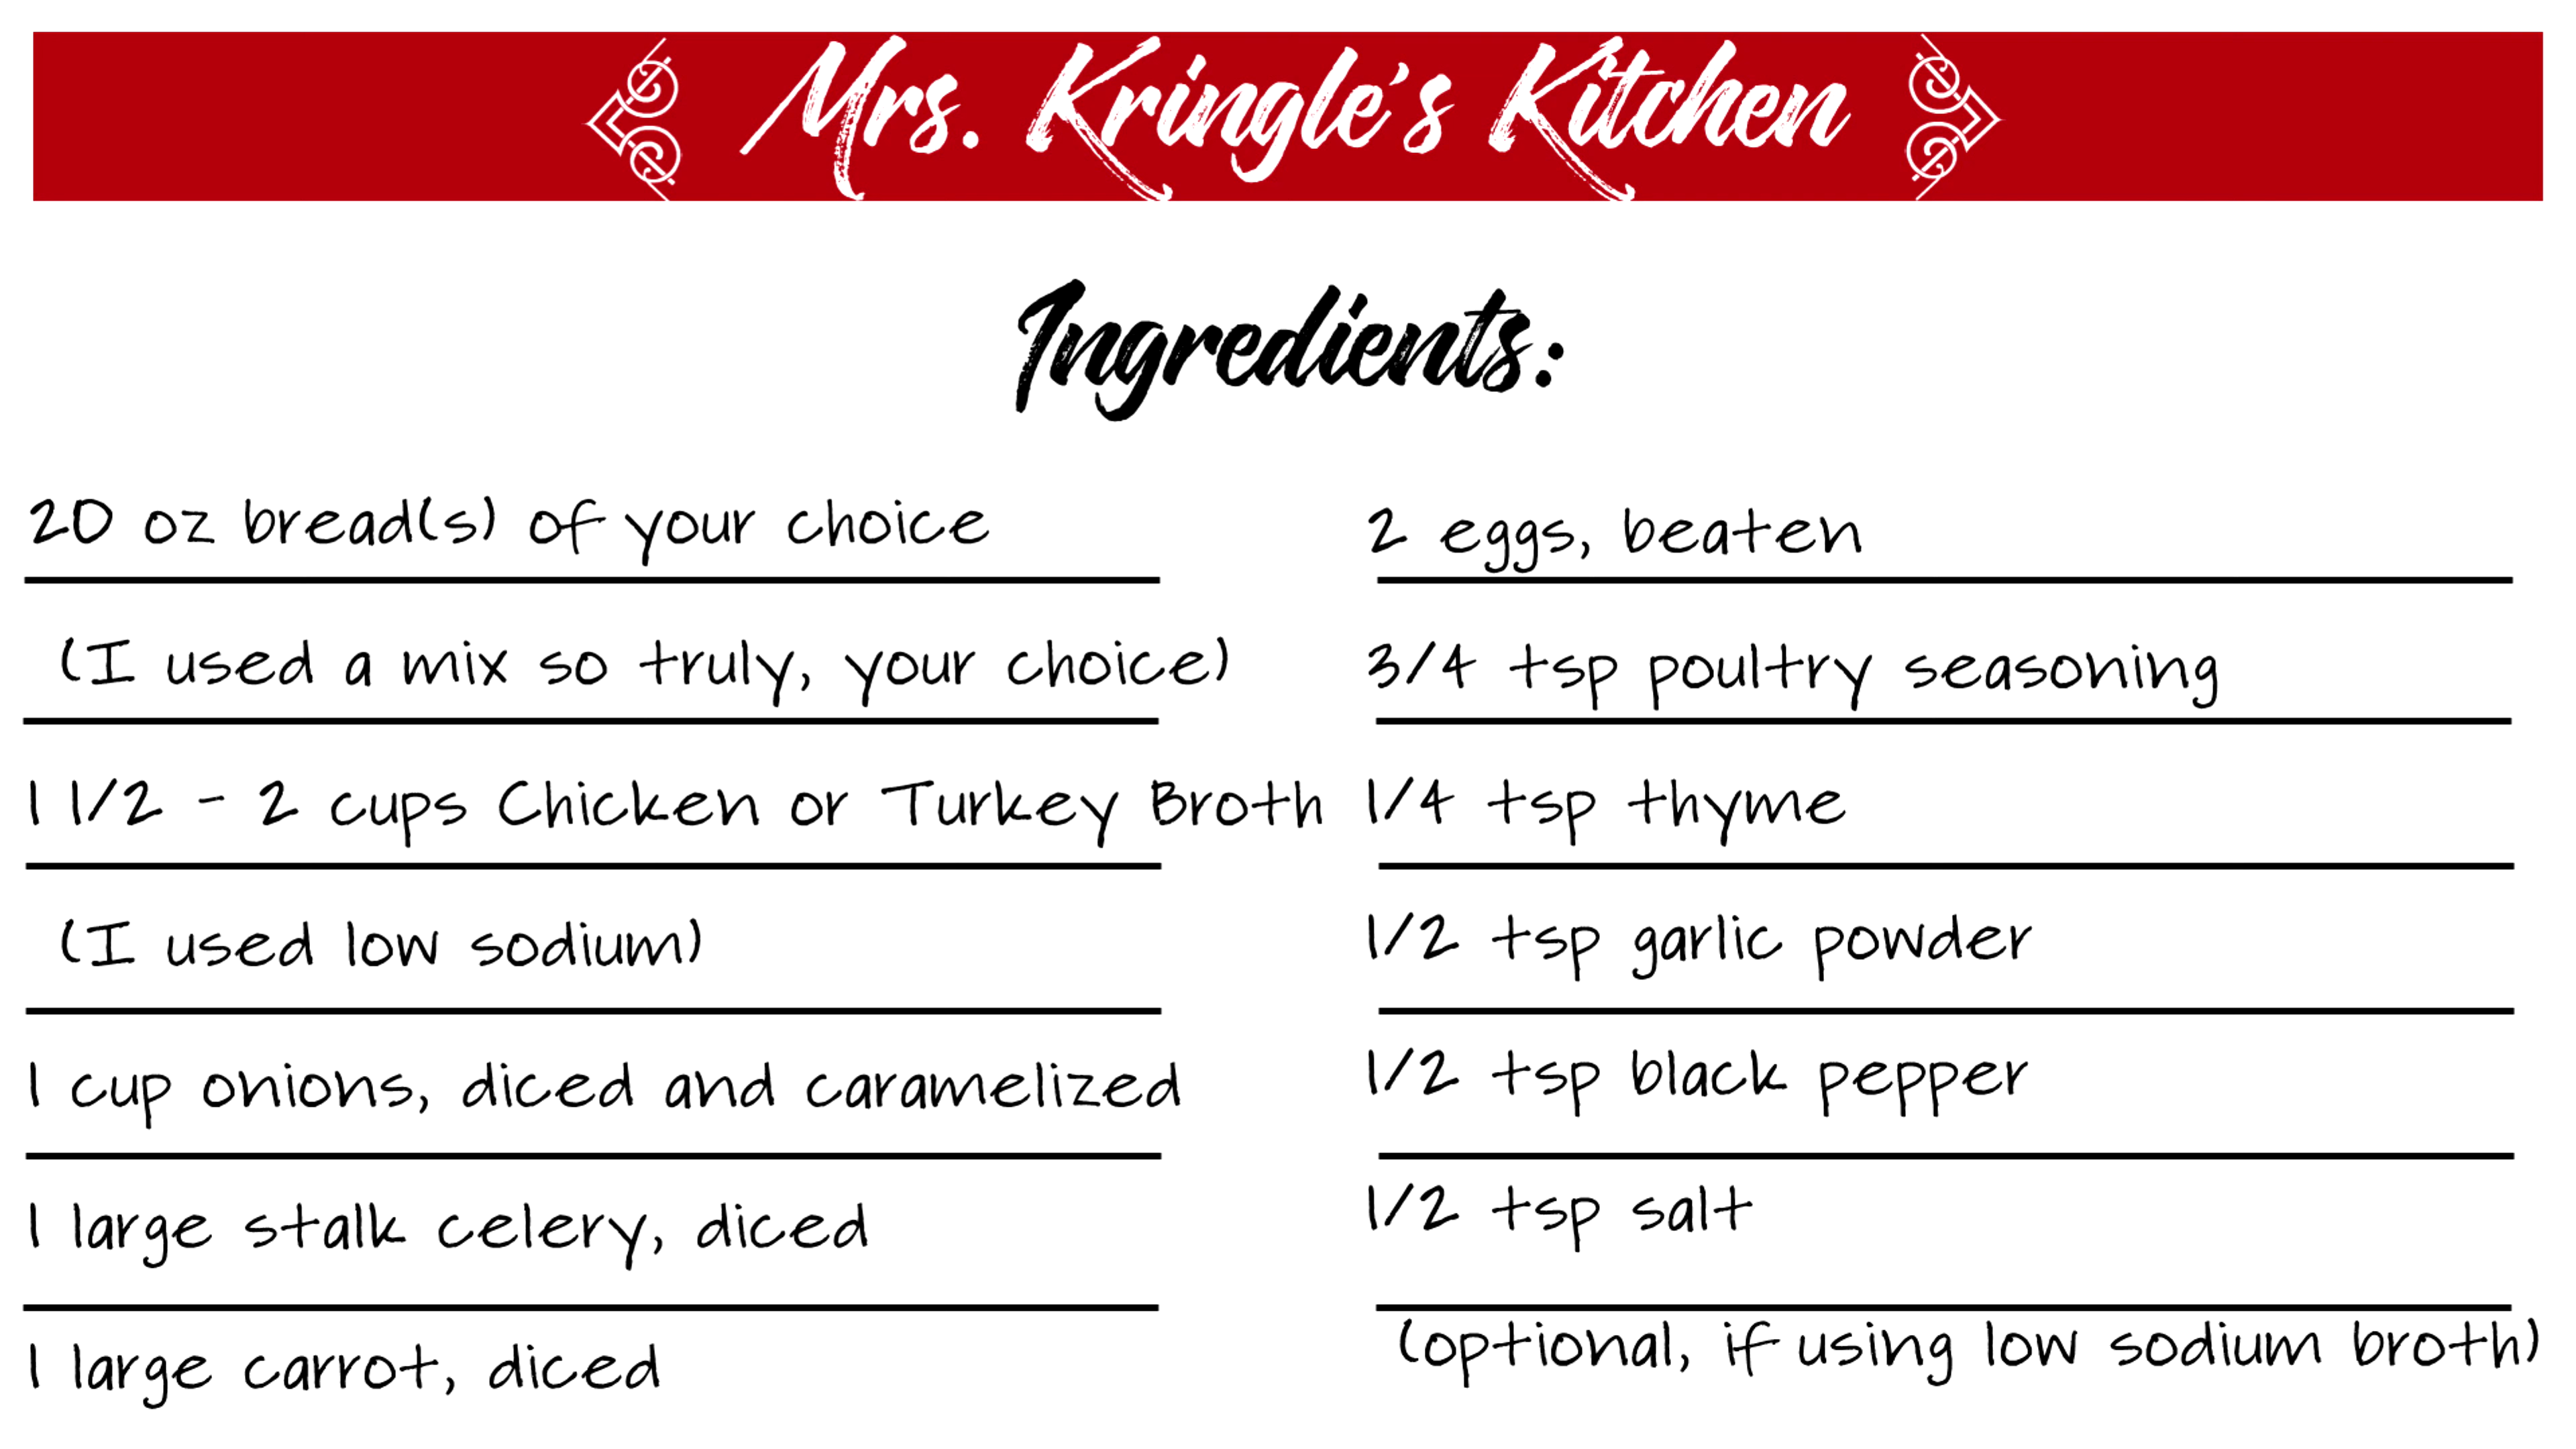 Mrs. Kringle's Kitchen
Ingredients:
20 oz bread(s) of your choice
(I used a mix so truly, your choice)
1 1/2 - 2 cups Chicken or Turkey Broth
(I used low sodium)
1 cup onions, diced and caramelized
1 large stalk celery, diced
1 large carrot, diced
2 eggs, beaten
3/4 tsp poultry seasoning
1/4 tsp thyme
1/2 tsp garlic powder
1/2 tsp black pepper
1/2 tsp salt
(optional, if using low sodium broth)